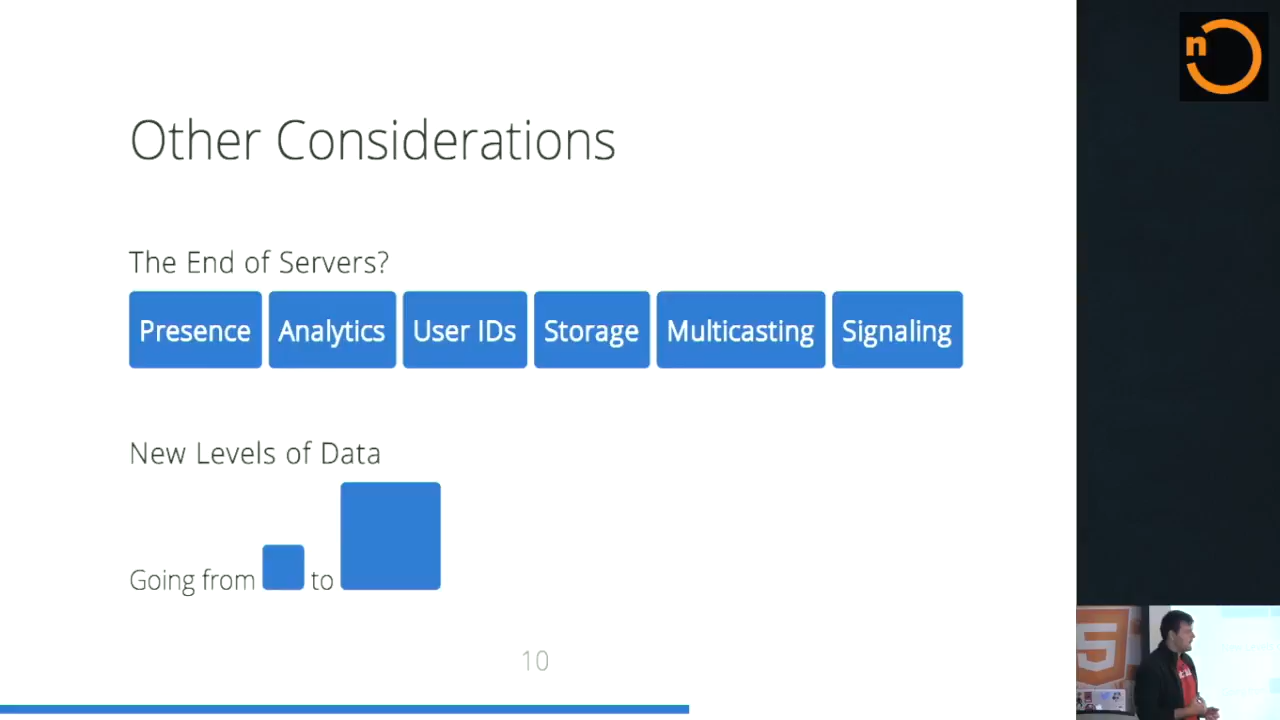 n
Other Considerations
The End of Servers?
Presence Analytics User IDs Storage Multicasting Signaling
New Levels of Data
Going from to
10
5